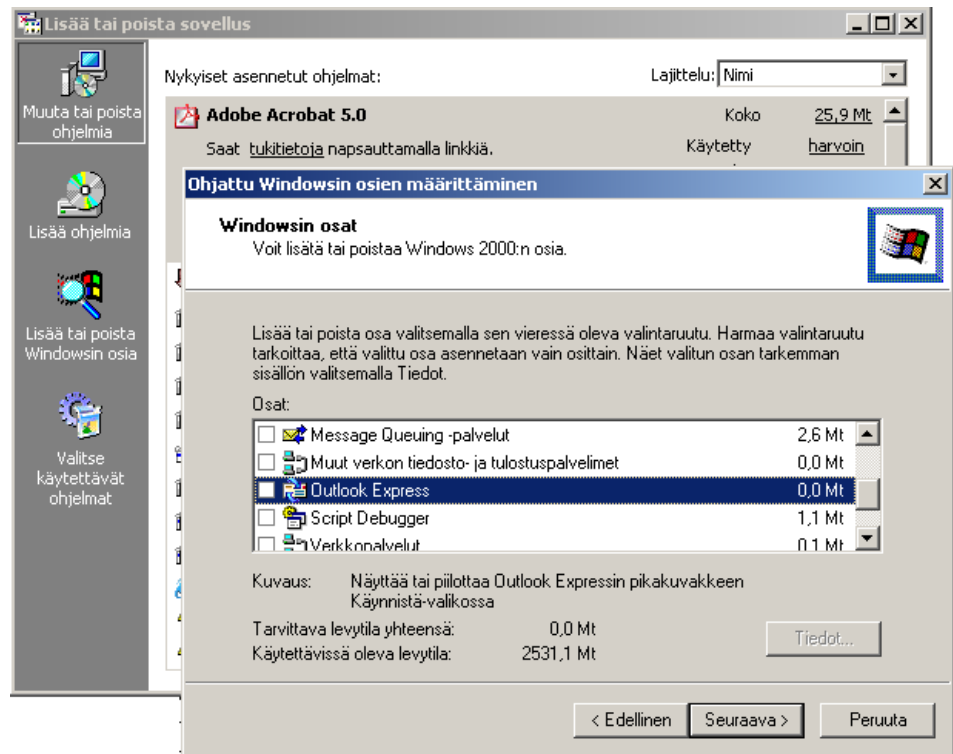 Lisää tai poista sovellus
Muuta tai poista
ohjelmia
Lisää ohjelmia
Lisää tai poista
Windowsin osia
Valitse
käytettävät
ohjelmat
Nykyiset asennetut ohjelmat:
Lajittelu: Nimi
Adobe Acrobat 5.0 Koko 25,9 Mt
Saat tukitietoja napsauttamalla linkkiä. Käytetty harvoin
Ohjattu Windowsin osien määrittäminen
Windowsin osat
Voit lisätä tai poistaa Windows 2000:n osia.
Lisää tai poista osa valitsemalla sen vieressä oleva valintaruutu. Harmaa valintaruutu
tarkoittaa, että valittu osa asennetaan vain osittain. Näet valitun osan tarkemman
sisällön valitsemalla Tiedot.
Osat:
Message Queuing -palvelut 2,6 Mt
Muut verkon tiedosto- ja tulostuspalvelimet 0,0 Mt
Outlook Express 0,0 Mt
Script Debugger 1,1 Mt
Verkkopalvelut 0,1 Mt
Kuvaus: Näyttää tai piilottaa Outlook Expressin pikakuvakkeen
Käynnistä-valikossa
Tarvittava levytila yhteensä: 0,0 Mt
Käytettävissä oleva levytila: 2531,1 Mt
Tiedot...
< Edellinen Seuraava > Peruuta